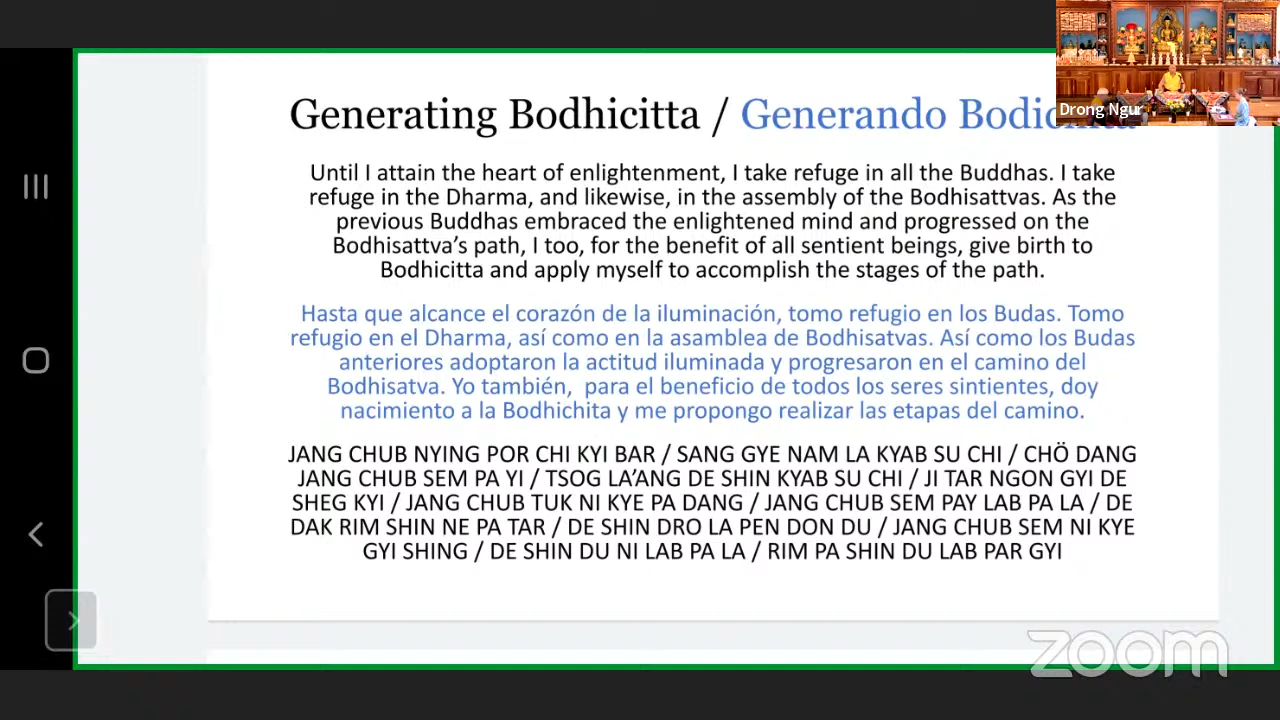 Generating Bodhicitta / Generando
Drong Ngur
Until I attain the heart of enlightenment, I take refuge in all the Buddhas. I take
refuge in the Dharma, and likewise, in the assembly of the Bodhisattvas. As the
previous Buddhas embraced the enlightened mind and progressed on the
Bodhisattva’s path, I too, for the benefit of all sentient beings, give birth to
Bodhicitta and apply myself to accomplish the stages of the path.
Hasta que alcance el corazón de la iluminación, tomo refugio en los Budas. Tomo
refugio en el Dharma, así como en la asamblea de Bodhisatvas. Así como los Budas
anteriores adoptaron la actitud iluminada y progresaron en el camino del
Bodhisatva. Yo también, para el beneficio de todos los seres sintientes, doy
nacimiento a la Bodhichita y me propongo realizar las etapas del camino.
JANG CHUB NYING POR CHI KYI BAR / SANG GYE NAM LA KYAB SU CHI / CHÖ DANG
JANG CHUB SEM PA YI / TSOG LA’ANG DE SHIN KYAB SU CHI / JI TAR NGON GYI DE
SHEG KYI / JANG CHUB TUK NI KYE PA DANG / JANG CHUB SEM PAY LAB PA LA / DE
DAK RIM SHIN NE PA TAR / DE SHIN DRO LA PEN DON DU / JANG CHUB SEM NI KYE
GYI SHING / DE SHIN DU NI LAB PA LA / RIM PA SHIN DU LAB PAR GYI
zoom